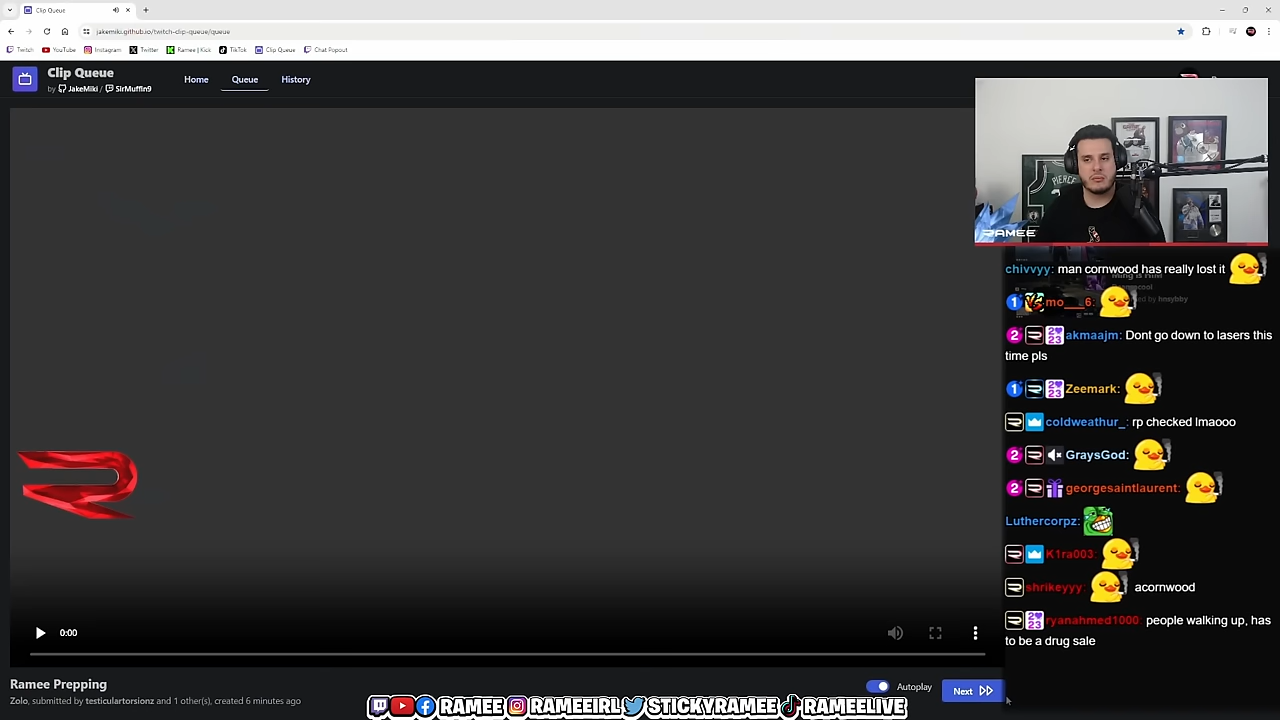 Clip Queue
jakemiki.github.io/twitch-clip-queue/queue
Twitch YouTube Instagram Twitter Ramee | Kick TikTok Clip Queue Chat Popout
Clip Queue
by JakeMiki / SirMuffin9
Home Queue History
PIERCE
RAMEE
chivvyy: man cornwood has really lost it
mo___6:
akmaajm: Dont go down to lasers this
time pls
Zeemark:
coldweathur_: rp checked lmaooo
GraysGod:
georgesaintlaurent:
Luthercorpz:
K1ra003:
shrikeyyy: acornwood
ryanahmed1000: people walking up, has
to be a drug sale
0:00
Ramee Prepping
Zolo, submitted by testiculartorsionz and 1 other(s), created 6 minutes ago
Autoplay
Next
RAMEE RAMEEIRL STICKYRAMEE RAMEELIVE